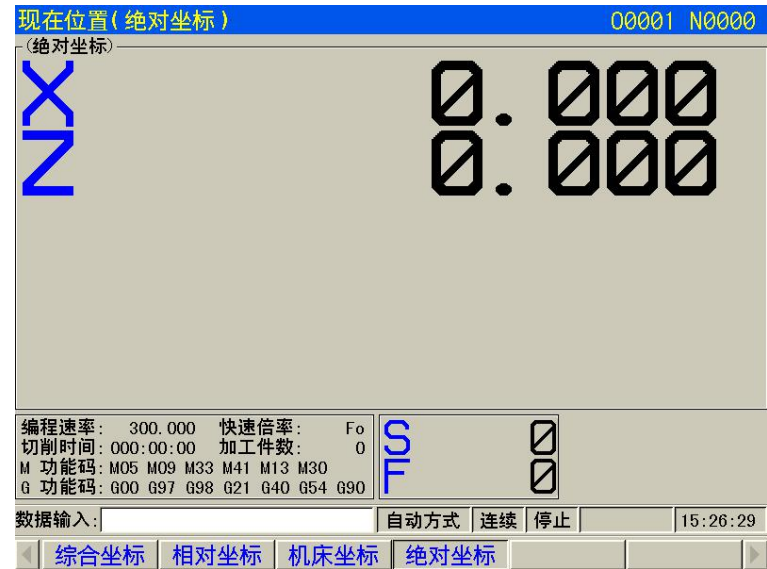 现在位置(绝对坐标) O0001 N0000
(绝对坐标)
X 0.000
Z 0.000
编程速率: 300.000 快速倍率: Fo
切削时间: 000:00:00 加工件数: 0
M 功能码: M05 M09 M33 M41 M13 M30
G 功能码: G00 G97 G98 G21 G40 G54 G90
S 0
F 0
数据输入: 自动方式 连续 停止 15:26:29
综合坐标 相对坐标 机床坐标 绝对坐标